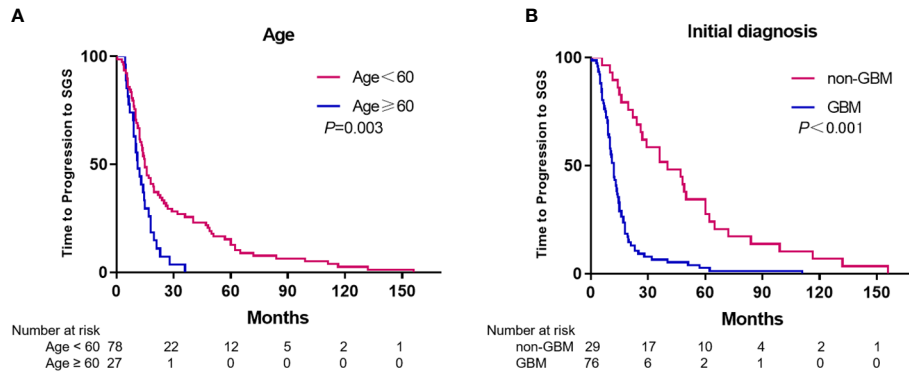 A
Age
Time to Progression to SGS
100
50
0
0 30 60 90 120 150
Months
Age＜60
Age≥60
P=0.003
Number at risk
Age < 60 78 22 12 5 2 1
Age ≥ 60 27 1 0 0 0 0
B
Initial diagnosis
Time to Progression to SGS
100
50
0
0 30 60 90 120 150
Months
non-GBM
GBM
P＜0.001
Number at risk
non-GBM 29 17 10 4 2 1
GBM 76 6 2 1 0 0